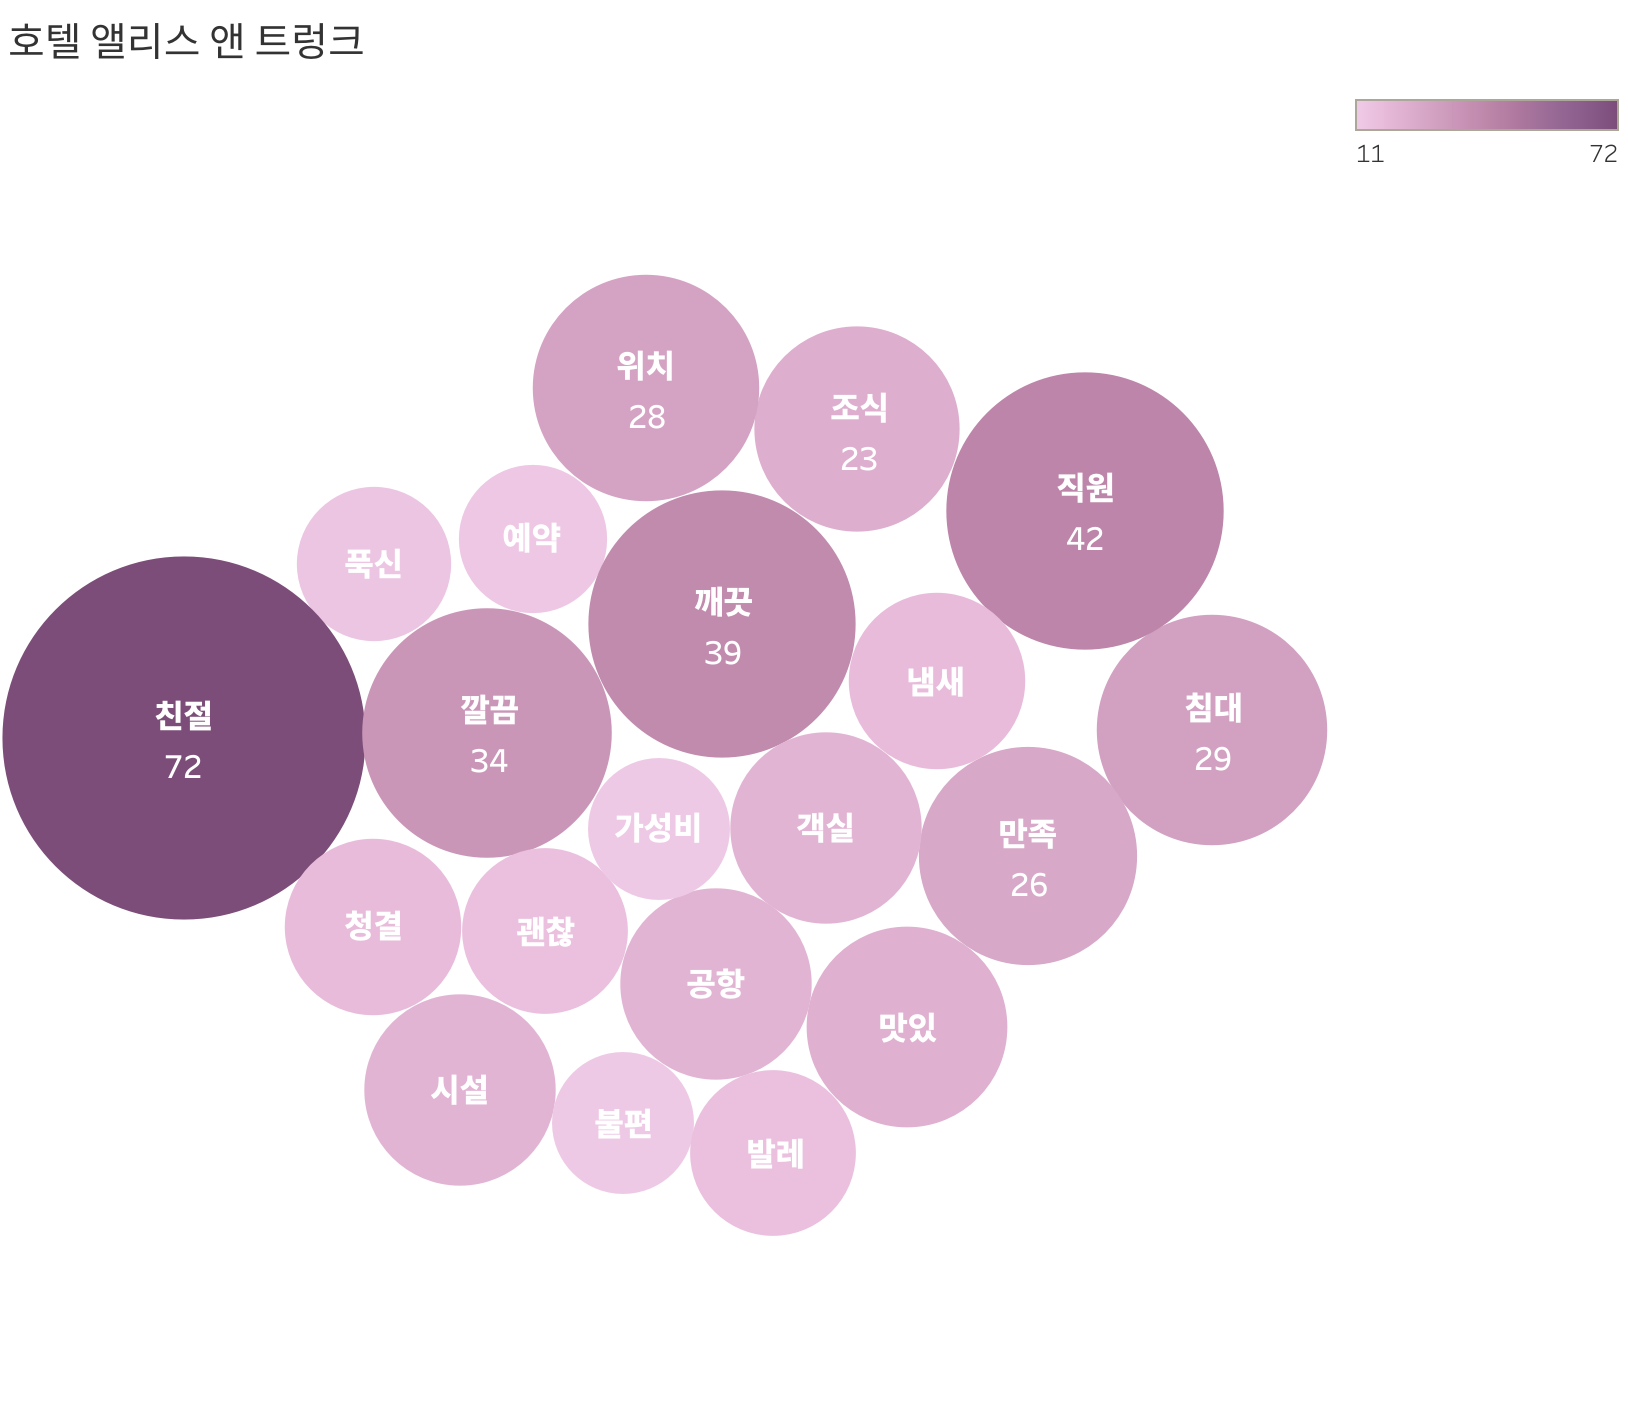 호텔 앨리스 앤 트렁크
11
72
위치
28
조식
23
직원
42
예약
푹신
깨끗
39
냄새
친절
72
깔끔
34
침대
29
가성비
객실
만족
26
청결
괜찮
공항
맛있
시설
불편
발레